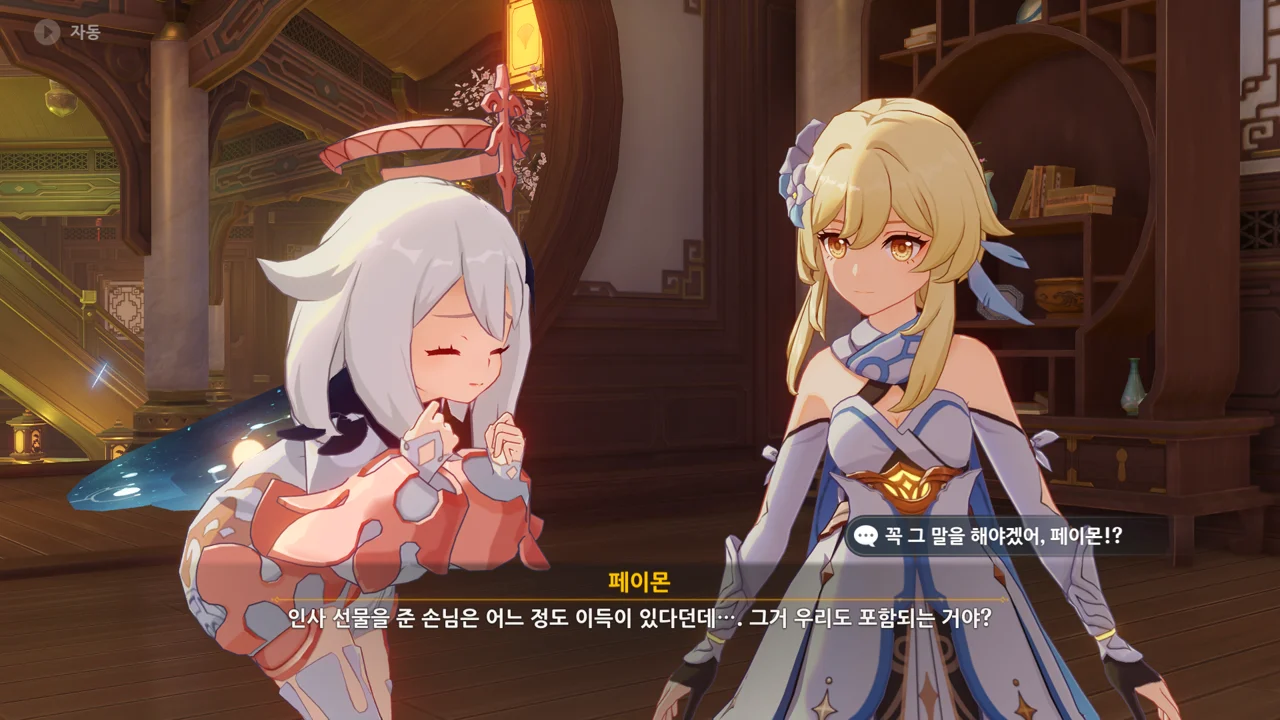 자동
꼭 그 말을 해야겠어, 페이몬!?
페이몬
인사 선물을 준 손님은 어느 정도 이득이 있다던데…. 그거 우리도 포함되는 거야?